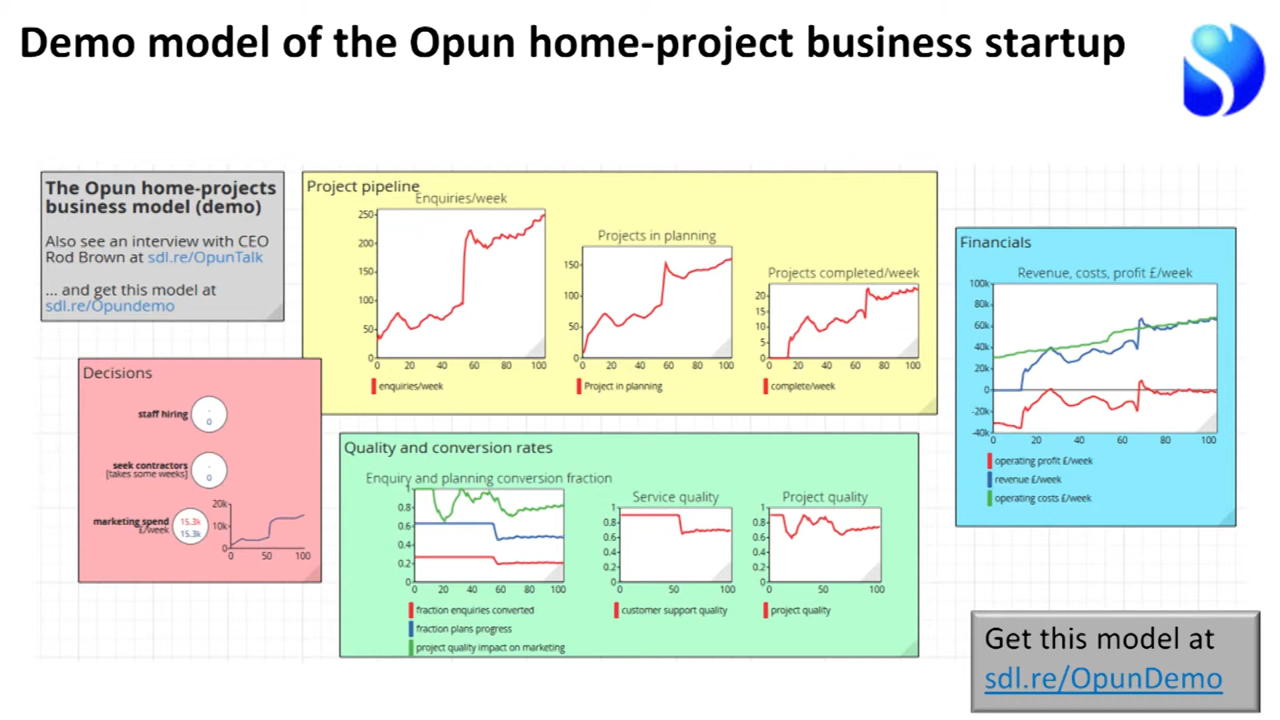 Demo model of the Opun home-project business startup
The Opun home-projects
business model (demo)
Also see an interview with CEO
Rod Brown at sdl.re/OpunTalk
... and get this model at
sdl.re/Opundemo
Project pipeline
Enquiries/week
250
200
150
100
50
0
0 20 40 60 80 100
enquiries/week
Projects in planning
150
100
50
0
0 20 40 60 80 100
Project in planning
Projects completed/week
20
15
10
5
0
0 20 40 60 80 100
complete/week
Financials
Revenue, costs, profit £/week
100k
80k
60k
40k
20k
0
-20k
-40k
0 20 40 60 80 100
operating profit £/week
revenue £/week
operating costs £/week
Decisions
staff hiring
-
0
seek contractors
[takes some weeks]
-
0
marketing spend
£/week
15.3k
15.3k
20k
10k
0
0 50 100
Quality and conversion rates
Enquiry and planning conversion fraction
1
0.8
0.6
0.4
0.2
0
0 20 40 60 80 100
fraction enquiries converted
fraction plans progress
project quality impact on marketing
Service quality
1
0.8
0.6
0.4
0.2
0
0 50 100
customer support quality
Project quality
1
0.8
0.6
0.4
0.2
0
0 50 100
project quality
Get this model at
sdl.re/OpunDemo